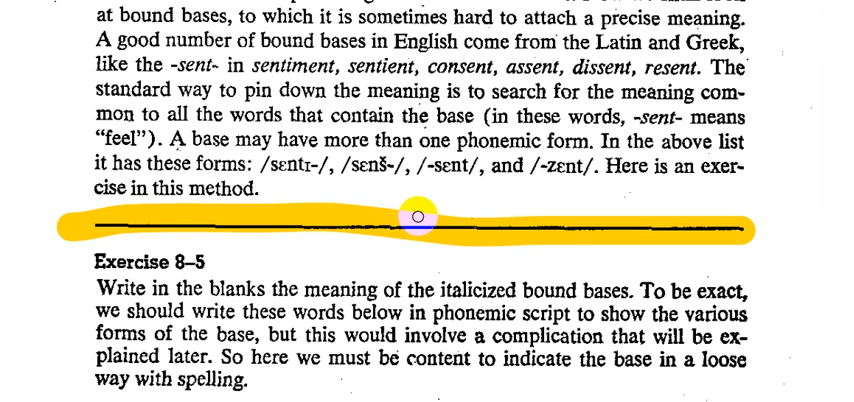 at bound bases, to which it is sometimes hard to attach a precise meaning.
A good number of bound bases in English come from the Latin and Greek,
like the -sent- in sentiment, sentient, consent, assent, dissent, resent. The
standard way to pin down the meaning is to search for the meaning com-
mon to all the words that contain the base (in these words, -sent- means
“feel”). A base may have more than one phonemic form. In the above list
it has these forms: /sɛntɪ-/, /sɛnš-/, /-sɛnt/, and /-zɛnt/. Here is an exer-
cise in this method.
Exercise 8–5
Write in the blanks the meaning of the italicized bound bases. To be exact,
we should write these words below in phonemic script to show the various
forms of the base, but this would involve a complication that will be ex-
plained later. So here we must be content to indicate the base in a loose
way with spelling.